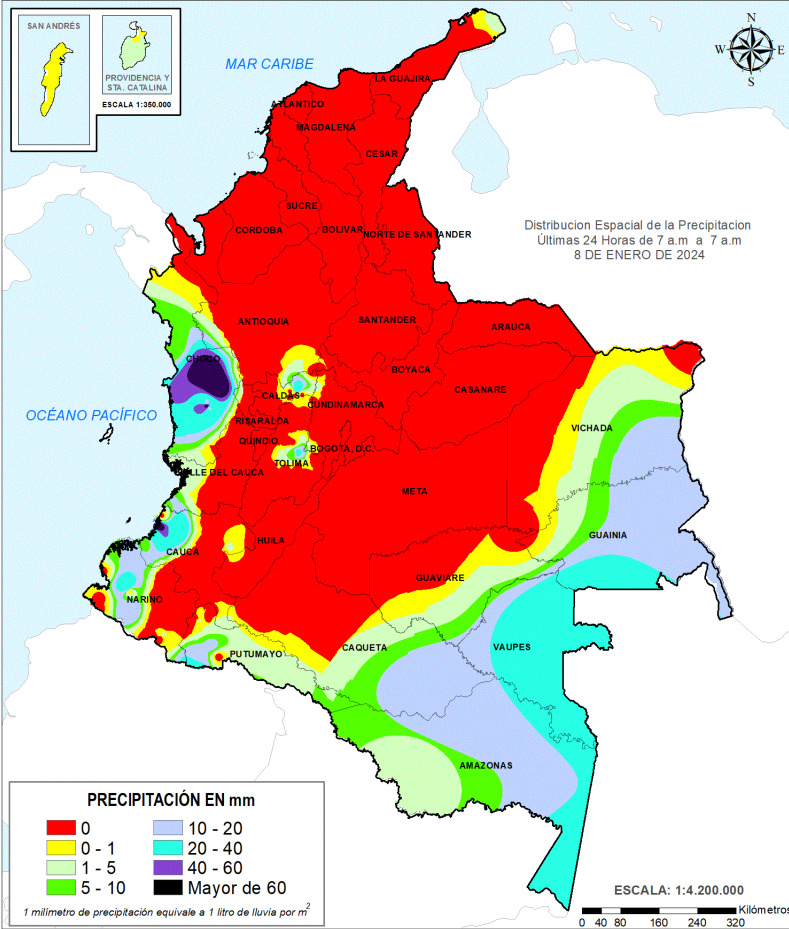 SAN ANDRÉS
PROVIDENCIA Y
STA. CATALINA
ESCALA 1:350.000
MAR CARIBE
N
W
E
S
LA GUAJIRA
ATLANTICO
MAGDALENA
CESAR
SUCRE
CORDOBA
BOLIVAR
NORTE DE SANTANDER
Distribucion Espacial de la Precipitacion
Últimas 24 Horas de 7 a.m a 7 a.m
8 DE ENERO DE 2024
ANTIOQUIA
SANTANDER
ARAUCA
CHOCO
BOYACA
CASANARE
CALDAS
CUNDINAMARCA
OCÉANO PACÍFICO
RISARALDA
VICHADA
QUINDIO
BOGOTA, D.C.
TOLIMA
VALLE DEL CAUCA
META
GUAINIA
HUILA
CAUCA
GUAVIARE
NARIÑO
PUTUMAYO
CAQUETA
VAUPES
AMAZONAS
PRECIPITACIÓN EN mm
0
0 - 1
1 - 5
5 - 10
10 - 20
20 - 40
40 - 60
Mayor de 60
1 milímetro de precipitación equivale a 1 litro de lluvia por m²
ESCALA: 1:4.200.000
Kilómetros
0 40 80 160 240 320